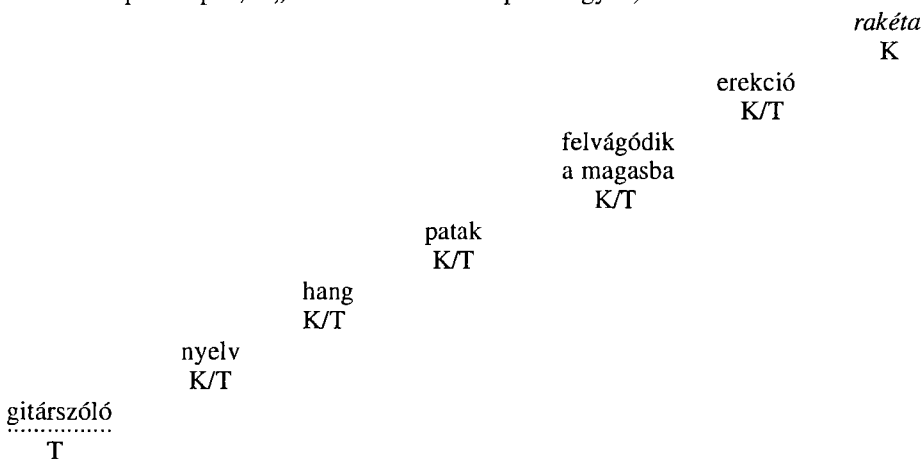 rakéta
K
erekció
K/T
felvágódik
a magasba
K/T
patak
K/T
hang
K/T
nyelv
K/T
gitárszóló
T